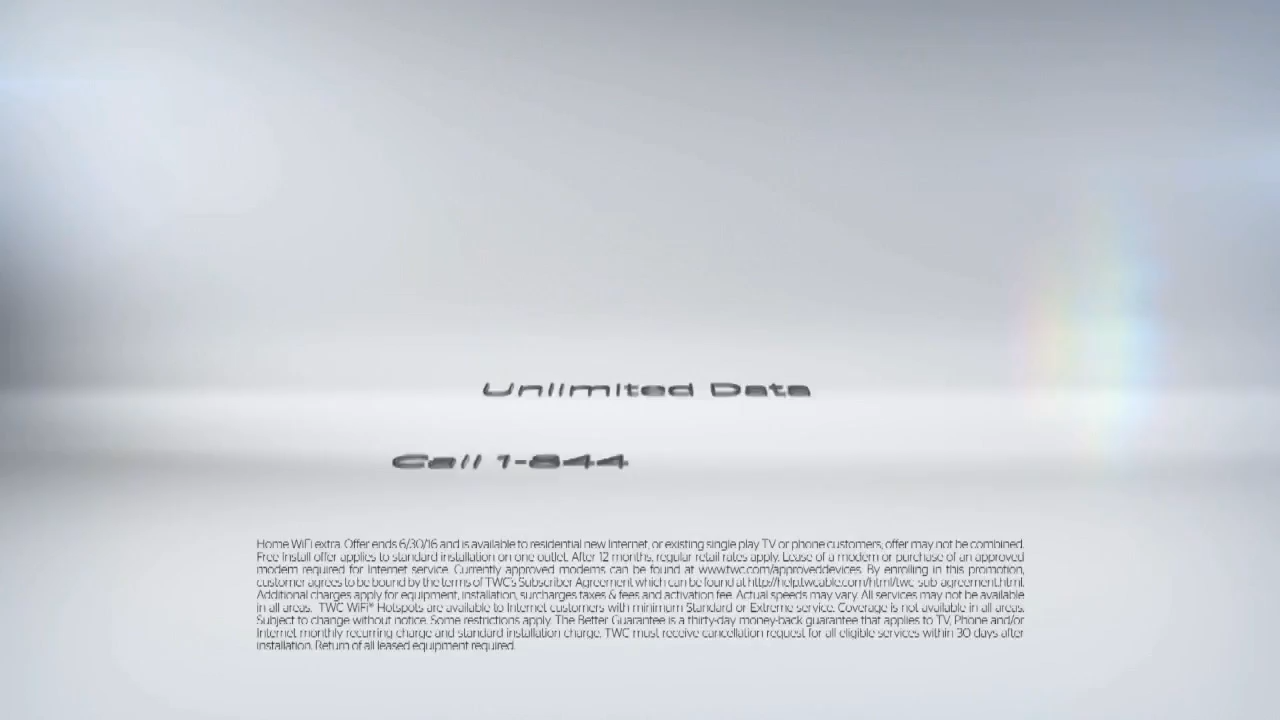 Unlimited Data
Call 1-844
Home WiFi extra. Offer ends 6/30/16 and is available to residential new Internet, or existing single play TV or phone customers, offer may not be combined.
Free install offer applies to standard installation on one outlet. After 12 months, regular retail rates apply. Lease of a modem or purchase of an approved
modem required for Internet service. Currently approved modems can be found at www.twc.com/approveddevices. By enrolling in this promotion,
customer agrees to be bound by the terms of TWC's Subscriber Agreement which can be found at http://help.twcable.com/html/twc_sub_agreement.html.
Additional charges apply for equipment, installation, surcharges taxes & fees and activation fee. Actual speeds may vary. All services may not be available
in all areas. TWC WiFi® Hotspots are available to Internet customers with minimum Standard or Extreme service. Coverage is not available in all areas.
Subject to change without notice. Some restrictions apply. The Better Guarantee is a thirty-day money-back guarantee that applies to TV, Phone and/or
Internet monthly recurring charge and standard installation charge. TWC must receive cancellation request for all eligible services within 30 days after
installation. Return of all leased equipment required.